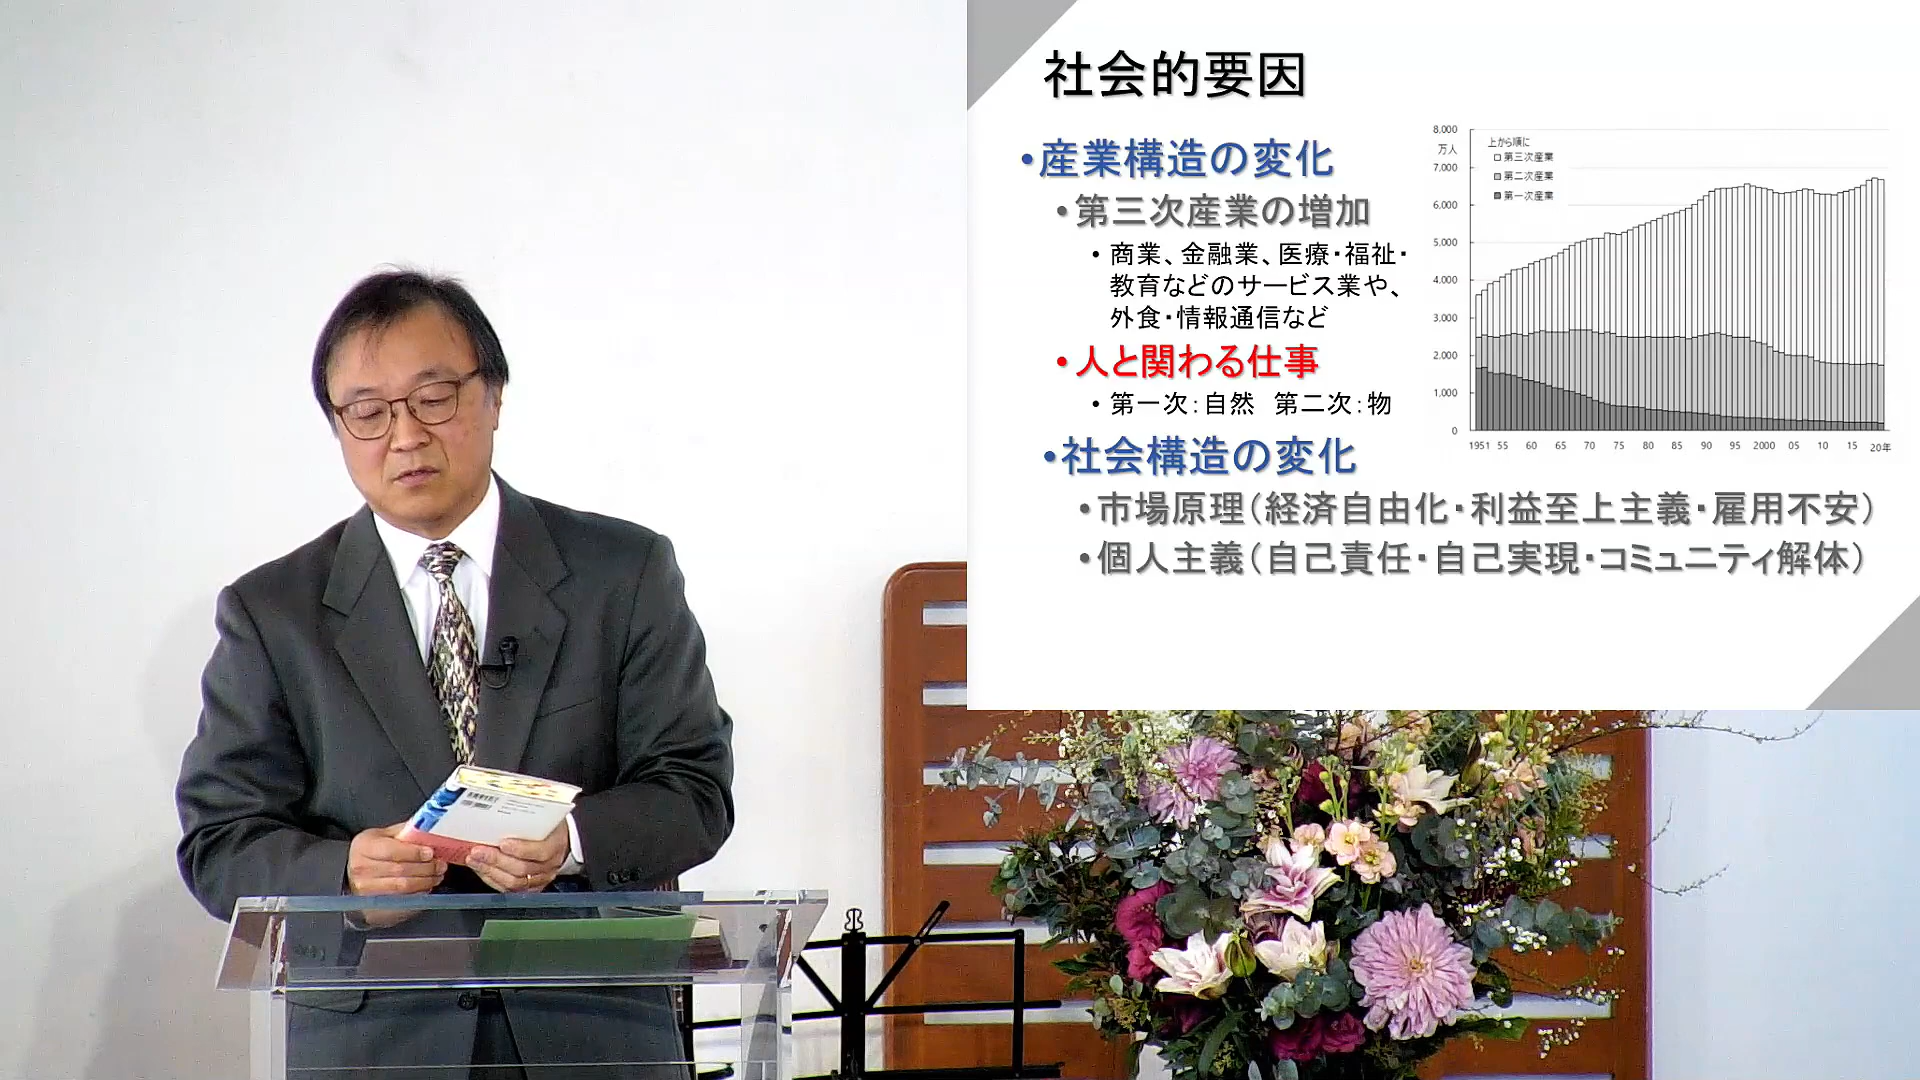 社会的要因
•産業構造の変化
•第三次産業の増加
•商業、金融業、医療・福祉・
教育などのサービス業や、
外食・情報通信など
•人と関わる仕事
•第一次：自然　第二次：物
•社会構造の変化
•市場原理（経済自由化・利益至上主義・雇用不安）
•個人主義（自己責任・自己実現・コミュニティ解体）
8,000
万人
7,000
6,000
5,000
4,000
3,000
2,000
1,000
0
上から順に
□第三次産業
第二次産業
第一次産業
1951 55 60 65 70 75 80 85 90 95 2000 05 10 15 20年